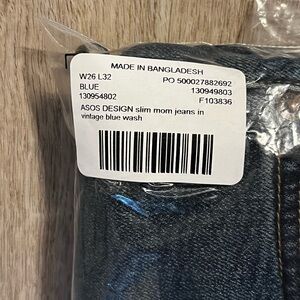 MADE IN BANGLADESH
W26 L32 PO 500027882692
BLUE 130949803
130954802 F103836
ASOS DESIGN slim mom jeans in
vintage blue wash